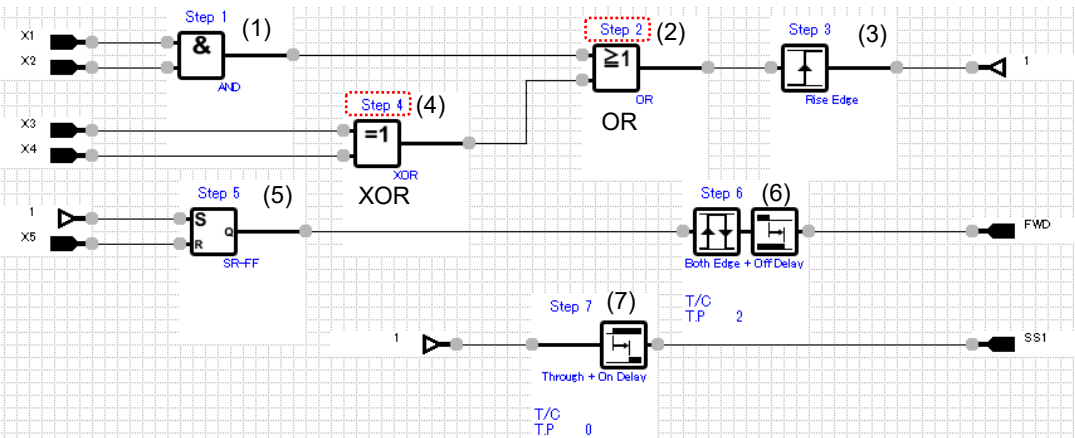 Step 1 (1)
X1
X2
&
AND
Step 2 (2)
≧1
OR
OR
Step 3 (3)
Rise Edge
1
Step 4 (4)
X3
X4
=1
XOR
XOR
Step 5 (5)
1
X5
S
Q
R
SR-FF
Step 6 (6)
Both Edge + Off Delay
T/C
T.P 2
FWD
Step 7 (7)
1
Through + On Delay
T/C
T.P 0
SS1